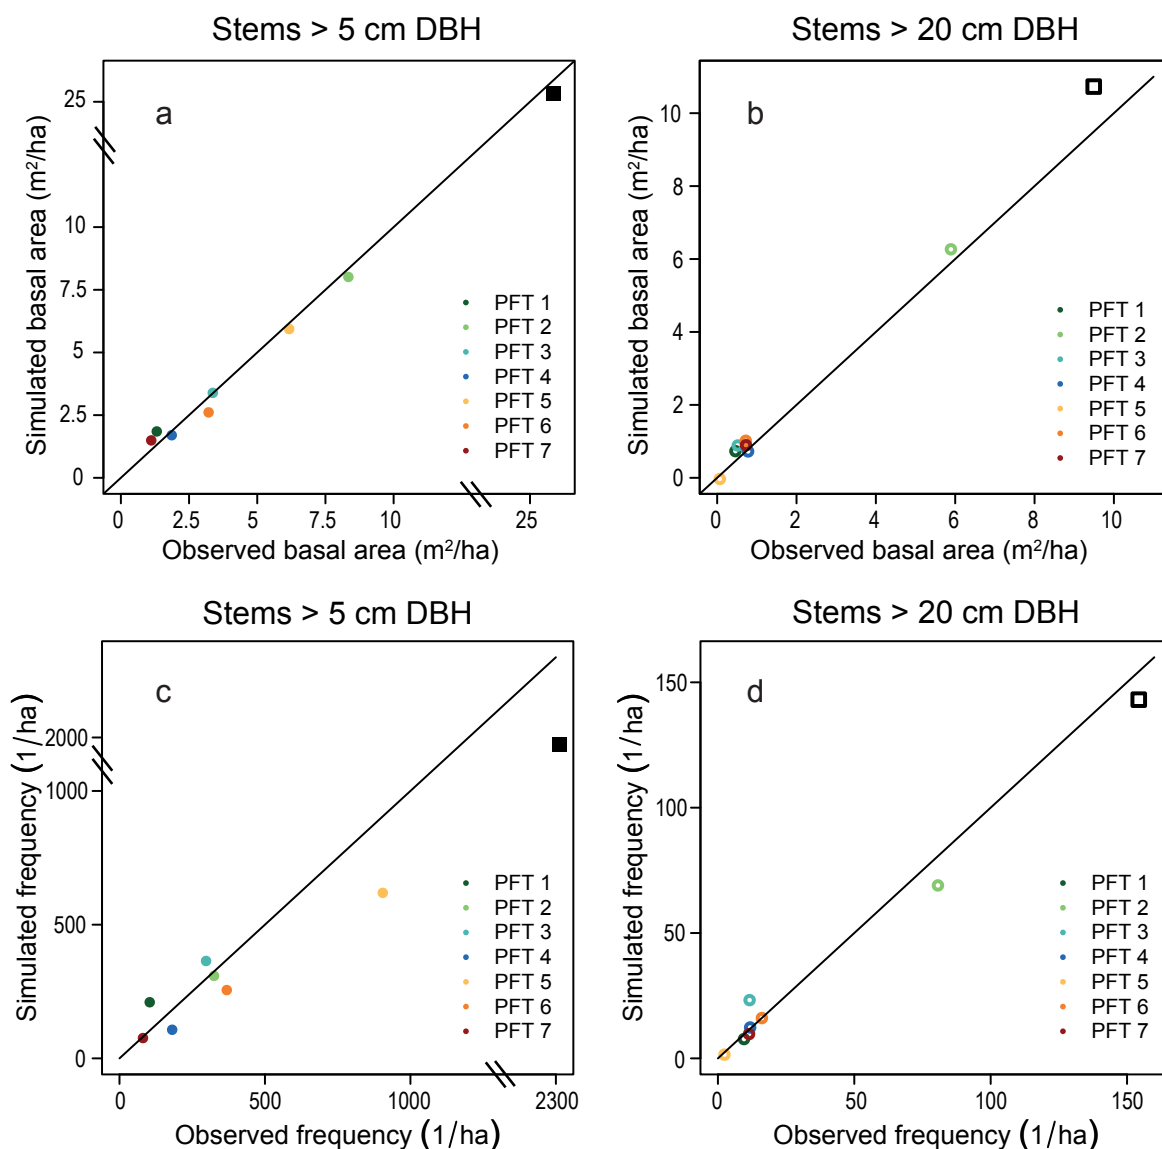 Stems > 5 cm DBH
a
Simulated basal area (m²/ha)
25
10
7.5
5
2.5
0
PFT 1
PFT 2
PFT 3
PFT 4
PFT 5
PFT 6
PFT 7
0 2.5 7.5 10 25
Observed basal area (m²/ha)
Stems > 20 cm DBH
b
Simulated basal area (m²/ha)
10
8
6
4
2
0
PFT 1
PFT 2
PFT 3
PFT 4
PFT 5
PFT 6
PFT 7
0 2 4 6 8 10
Observed basal area (m²/ha)
Stems > 5 cm DBH
c
Simulated frequency (1/ha)
2000
1000
500
0
PFT 1
PFT 2
PFT 3
PFT 4
PFT 5
PFT 6
PFT 7
0 500 1000 2300
Observed frequency (1/ha)
Stems > 20 cm DBH
d
Simulated frequency (1/ha)
150
100
50
0
PFT 1
PFT 2
PFT 3
PFT 4
PFT 5
PFT 6
PFT 7
0 50 100 150
Observed frequency (1/ha)